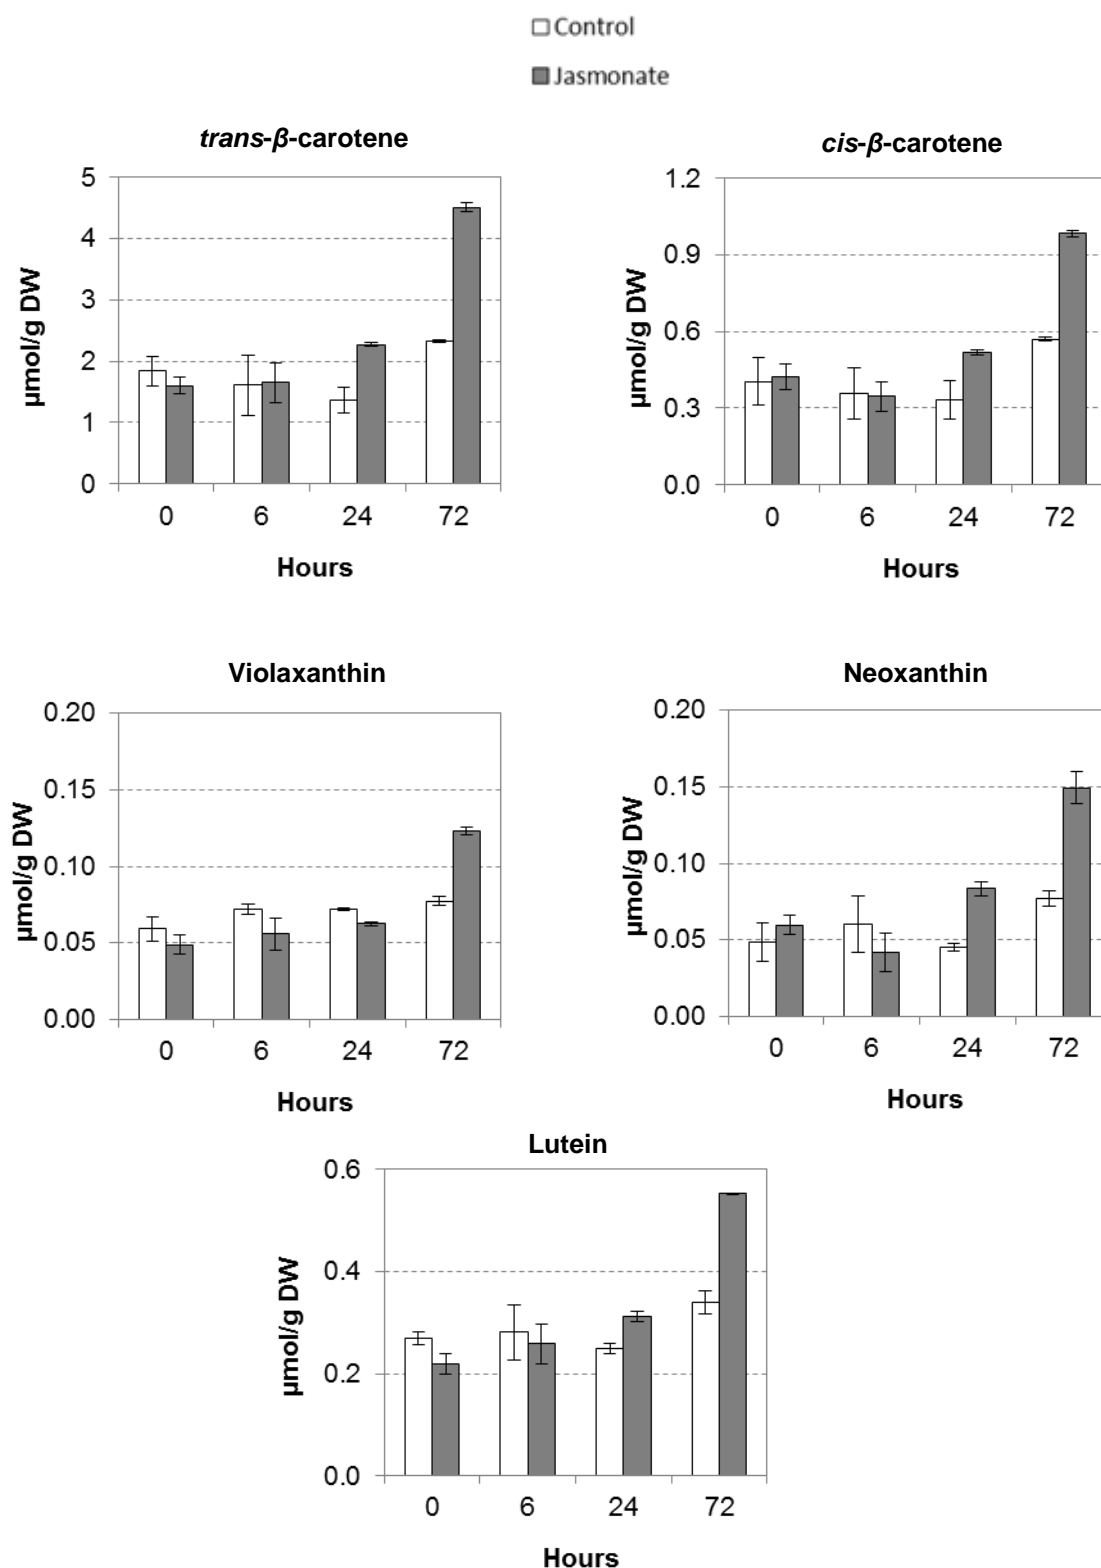 Control
Jasmonate
trans-β-carotene
5
4
3
2
1
0
µmol/g DW
0 6 24 72
Hours
cis-β-carotene
1.2
0.9
0.6
0.3
0.0
µmol/g DW
0 6 24 72
Hours
Violaxanthin
0.20
0.15
0.10
0.05
0.00
µmol/g DW
0 6 24 72
Hours
Neoxanthin
0.20
0.15
0.10
0.05
0.00
µmol/g DW
0 6 24 72
Hours
Lutein
0.6
0.4
0.2
0.0
µmol/g DW
0 6 24 72
Hours